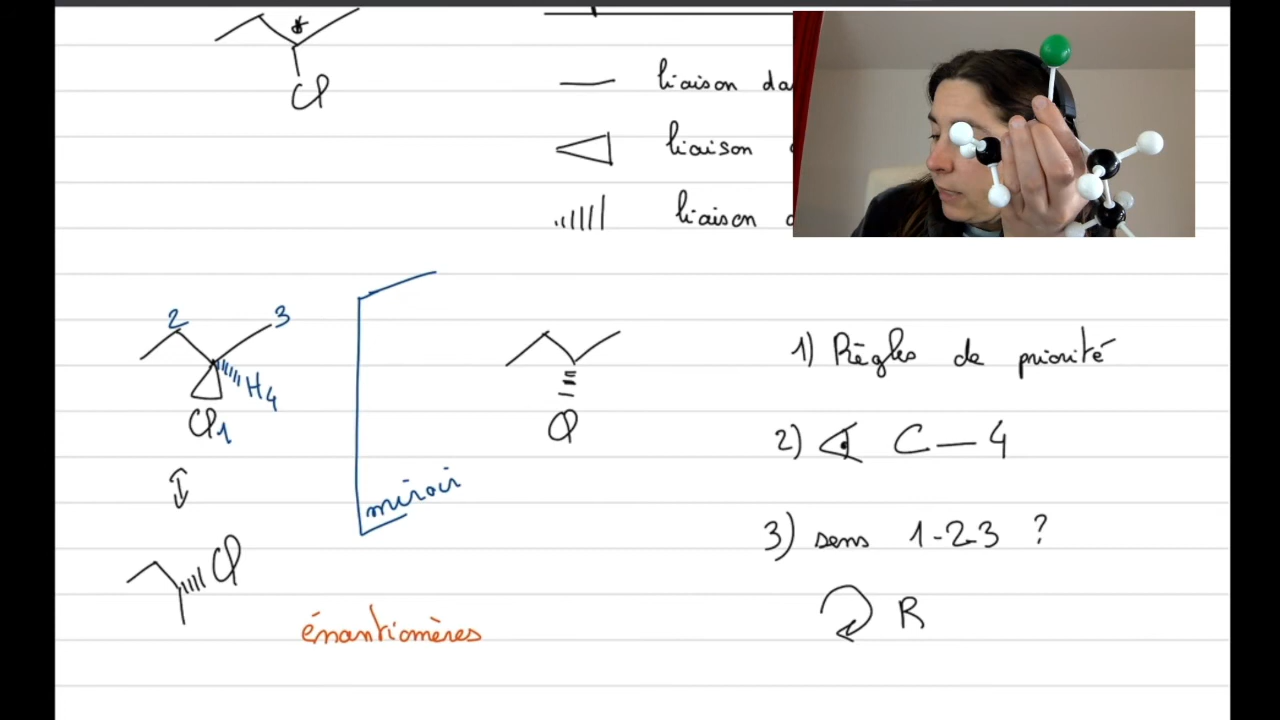 *
Cl
liaison
liaison
liaison
2
3
H4
Cl1
miroir
Cl
Cl
énantiomères
1) Règles de priorité
2) C — 4
3) sens 1-2-3 ?
R